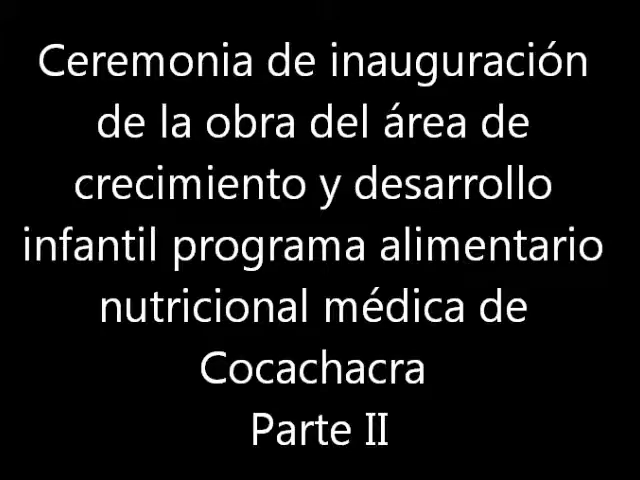 Ceremonia de inauguración
de la obra del área de
crecimiento y desarrollo
infantil programa alimentario
nutricional médica de
Cocachacra
Parte II